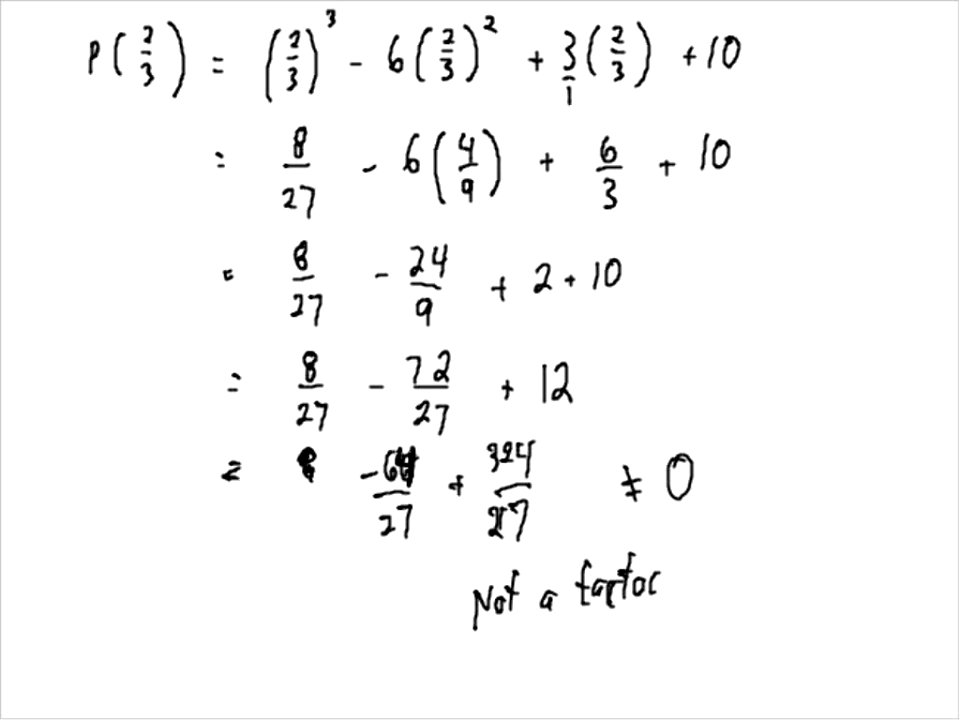 P(2/3) = (2/3)³ - 6(2/3)² + 3/1(2/3) + 10
= 8/27 - 6(4/9) + 6/3 + 10
= 8/27 - 24/9 + 2 + 10
= 8/27 - 72/27 + 12
= -64/27 + 324/27 ≠ 0
Not a factor